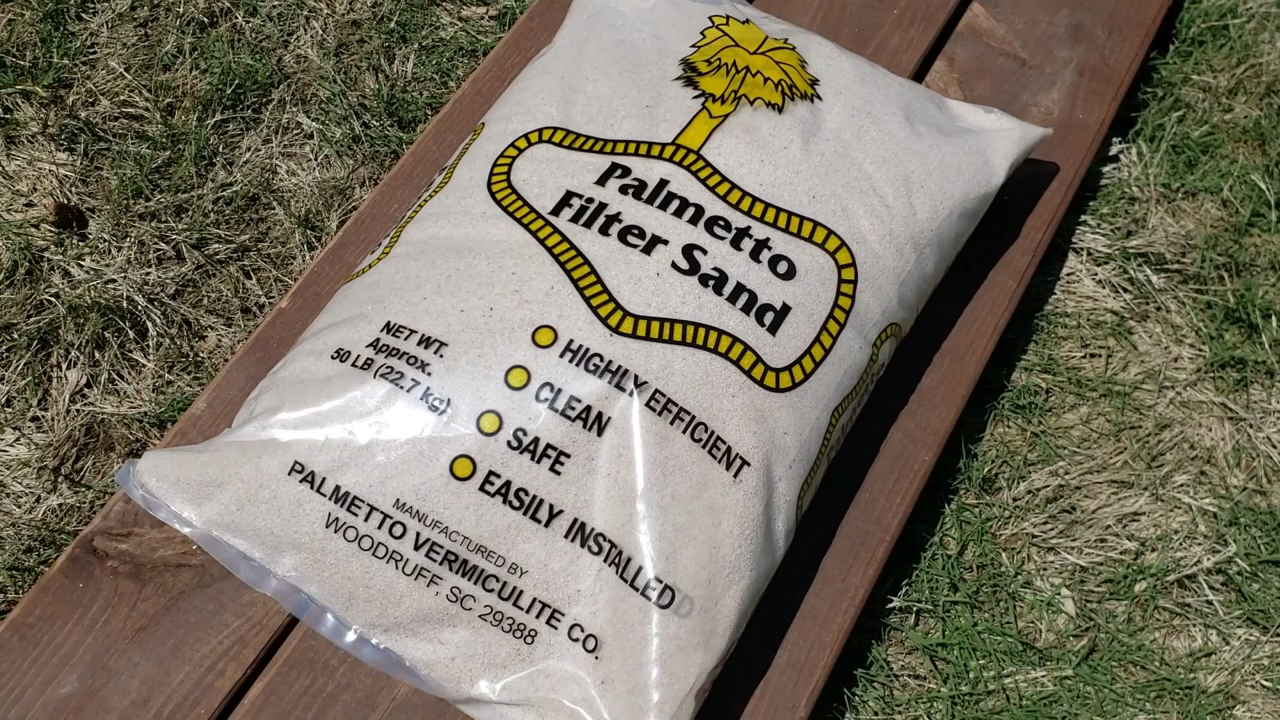 Palmetto
Filter Sand
NET WT.
Approx.
50 LB (22.7 kg)
HIGHLY EFFICIENT
CLEAN
SAFE
EASILY INSTALLED
MANUFACTURED BY
PALMETTO VERMICULITE CO.
WOODRUFF, SC 29388